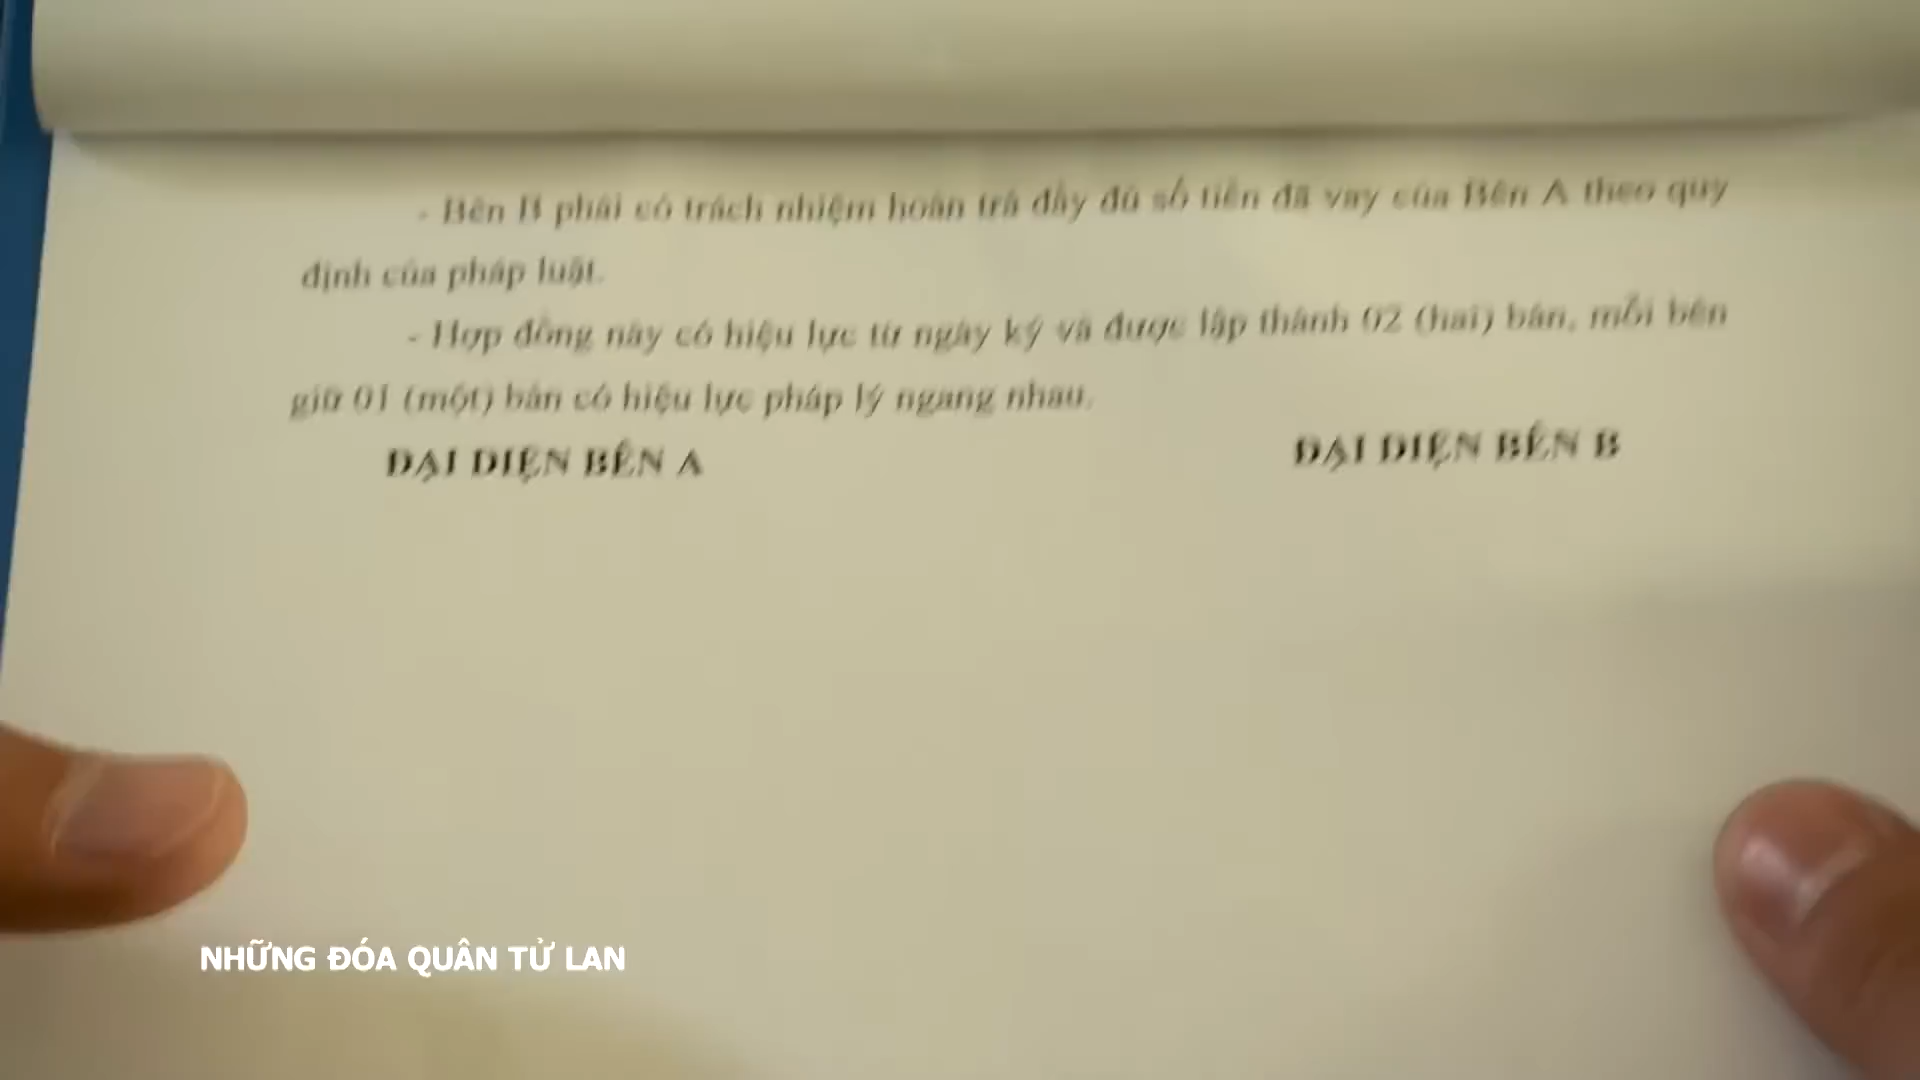 - Bên B phải có trách nhiệm hoàn trả đầy đủ số tiền đã vay của Bên A theo quy
định của pháp luật.
- Hợp đồng này có hiệu lực từ ngày ký và được lập thành 02 (hai) bản, mỗi bên
giữ 01 (một) bản có hiệu lực pháp lý ngang nhau.
ĐẠI DIỆN BÊN A
ĐẠI DIỆN BÊN B
NHỮNG ĐÓA QUÂN TỬ LAN